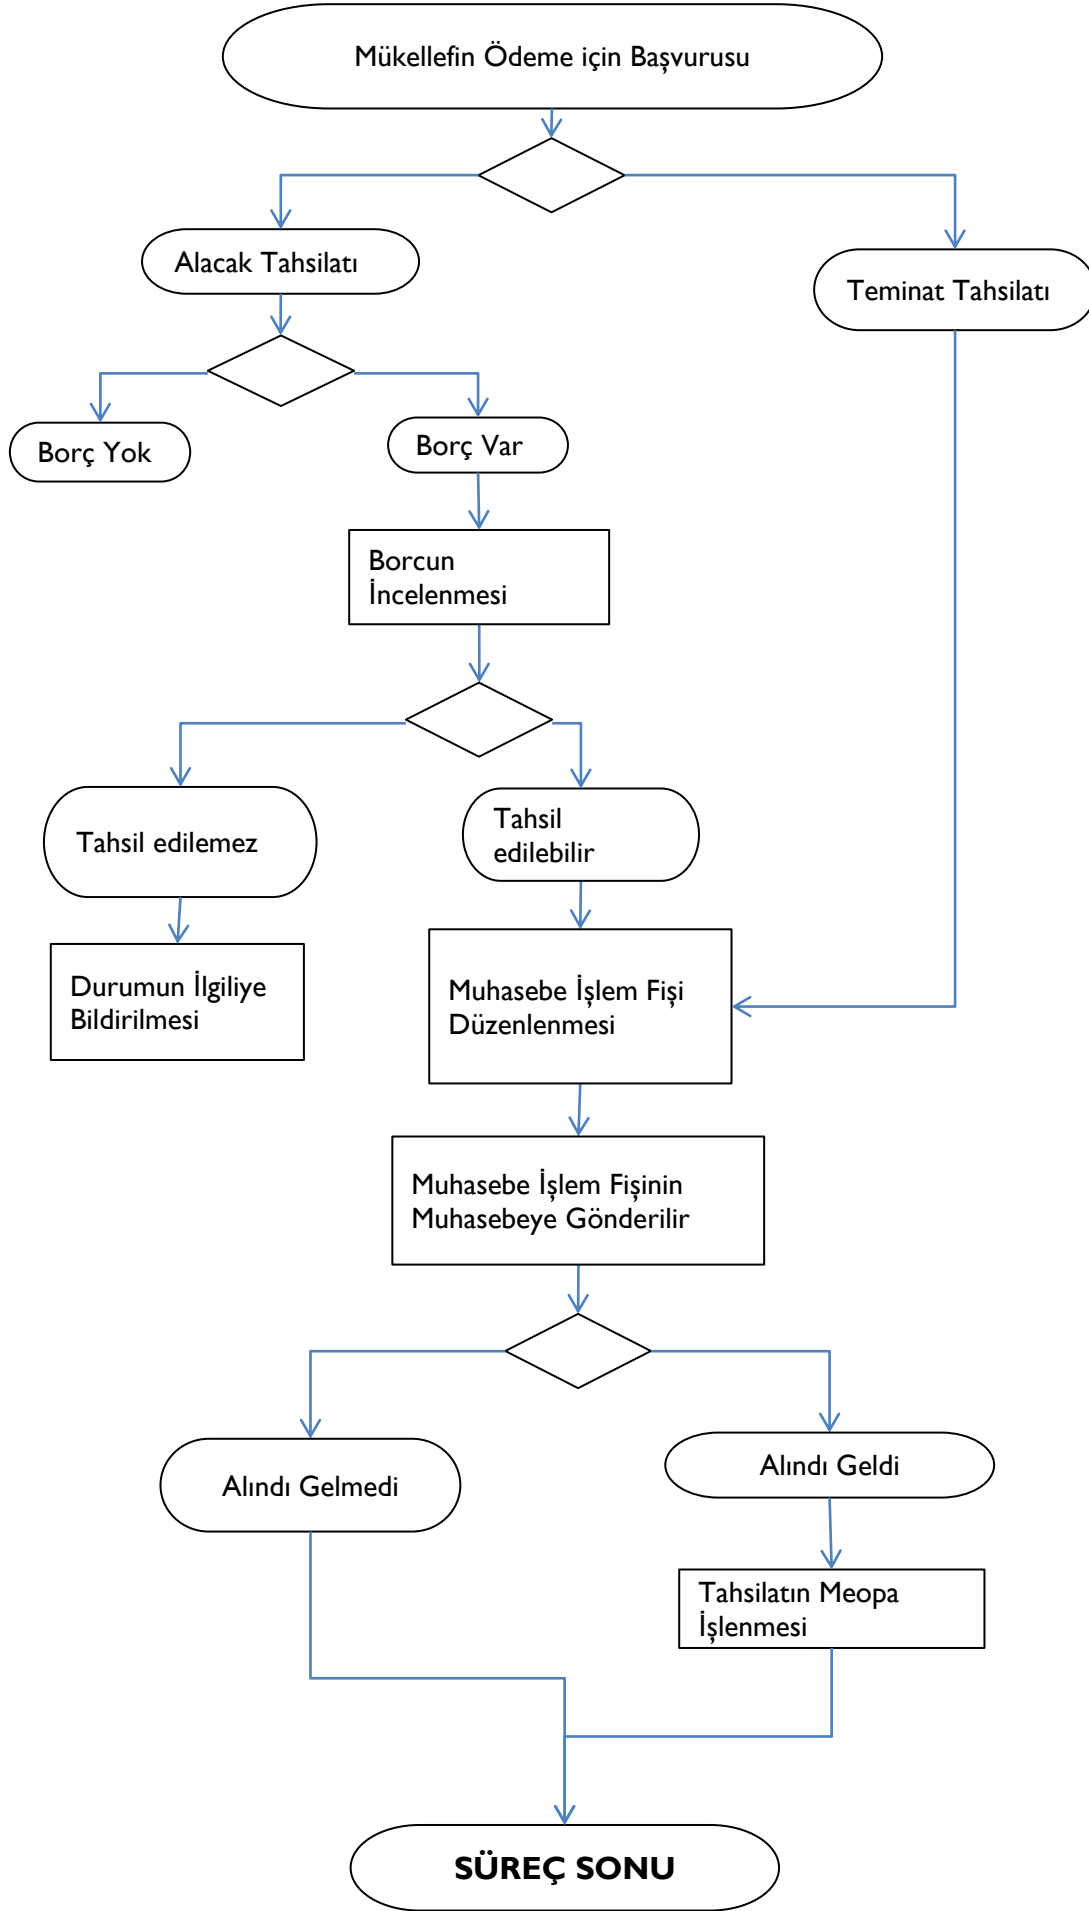 Mükellefin Ödeme için Başvurusu
Alacak Tahsilatı
Teminat Tahsilatı
Borç Yok
Borç Var
Borcun
İncelenmesi
Tahsil edilemez
Tahsil
edilebilir
Durumun İlgiliye
Bildirilmesi
Muhasebe İşlem Fişi
Düzenlenmesi
Muhasebe İşlem Fişinin
Muhasebeye Gönderilir
Alındı Gelmedi
Alındı Geldi
Tahsilatın Meopa
İşlenmesi
SÜREÇ SONU